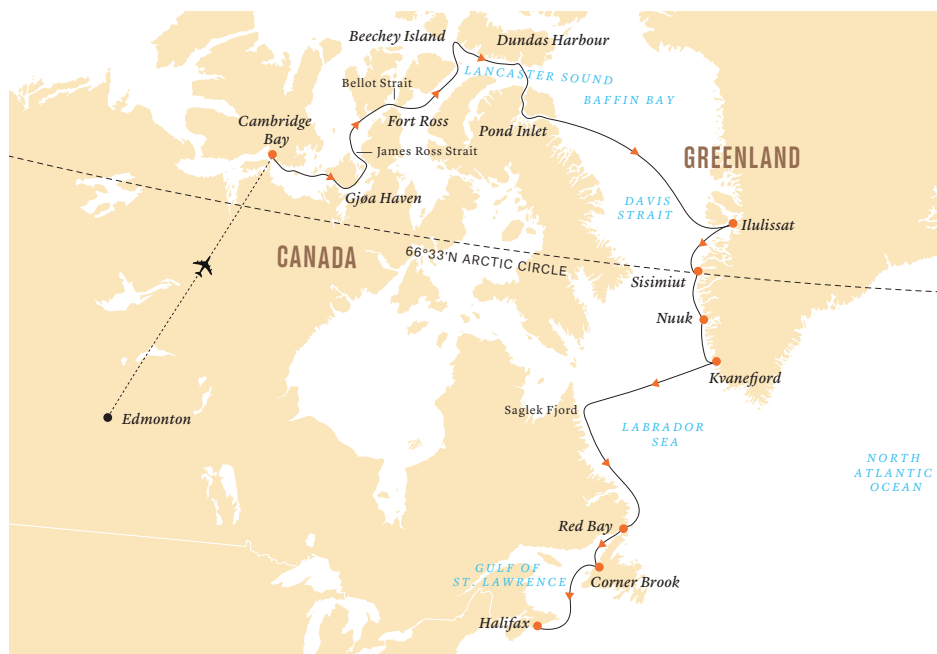 Beechey Island
Dundas Harbour
LANCASTER SOUND
Bellot Strait
BAFFIN BAY
Cambridge
Bay
Fort Ross
Pond Inlet
James Ross Strait
GREENLAND
Gjøa Haven
DAVIS
STRAIT
Ilulissat
CANADA
66°33'N ARCTIC CIRCLE
Sisimiut
Nuuk
Kvanefjord
Saglek Fjord
Edmonton
LABRADOR
SEA
NORTH
ATLANTIC
OCEAN
Red Bay
GULF OF
ST. LAWRENCE
Corner Brook
Halifax